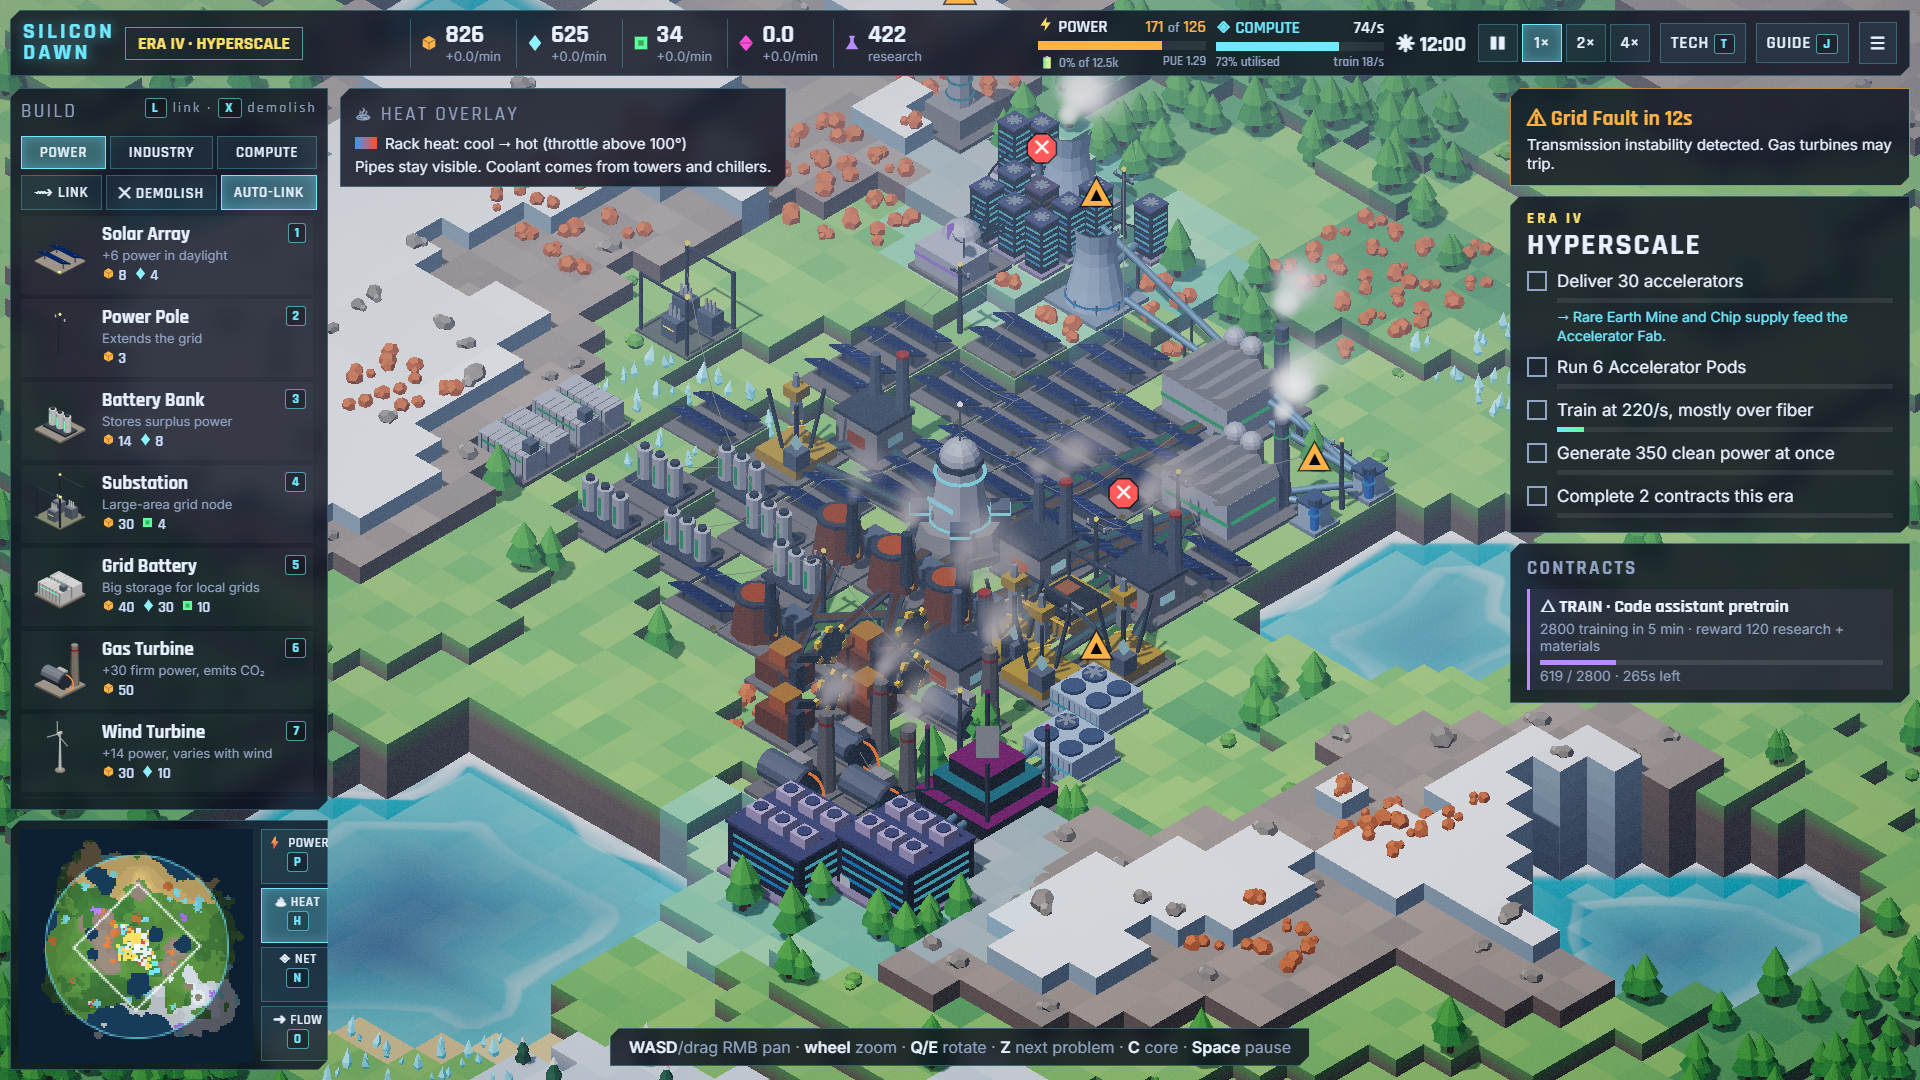 SILICON DAWN
ERA IV · HYPERSCALE
826
+0.0/min
625
+0.0/min
34
+0.0/min
0.0
+0.0/min
422
research
POWER 171 of 126
0% of 12.5k PUE 1.29
COMPUTE 74/s
73% utilised train 18/s
12:00
1× 2× 4×
TECH T
GUIDE J
BUILD L link · X demolish
POWER INDUSTRY COMPUTE
LINK DEMOLISH AUTO-LINK
Solar Array 1
+6 power in daylight
8 4
Power Pole 2
Extends the grid
3
Battery Bank 3
Stores surplus power
14 8
Substation 4
Large-area grid node
30 4
Grid Battery 5
Big storage for local grids
40 30 10
Gas Turbine 6
+30 firm power, emits CO₂
50
Wind Turbine 7
+14 power, varies with wind
30 10
POWER
P
HEAT
H
NET
N
FLOW
O
HEAT OVERLAY
Rack heat: cool → hot (throttle above 100°)
Pipes stay visible. Coolant comes from towers and chillers.
Grid Fault in 12s
Transmission instability detected. Gas turbines may
trip.
ERA IV
HYPERSCALE
Deliver 30 accelerators
→ Rare Earth Mine and Chip supply feed the
Accelerator Fab.
Run 6 Accelerator Pods
Train at 220/s, mostly over fiber
Generate 350 clean power at once
Complete 2 contracts this era
CONTRACTS
TRAIN · Code assistant pretrain
2800 training in 5 min · reward 120 research +
materials
619 / 2800 · 265s left
WASD/drag RMB pan · wheel zoom · Q/E rotate · Z next problem · C core · Space pause